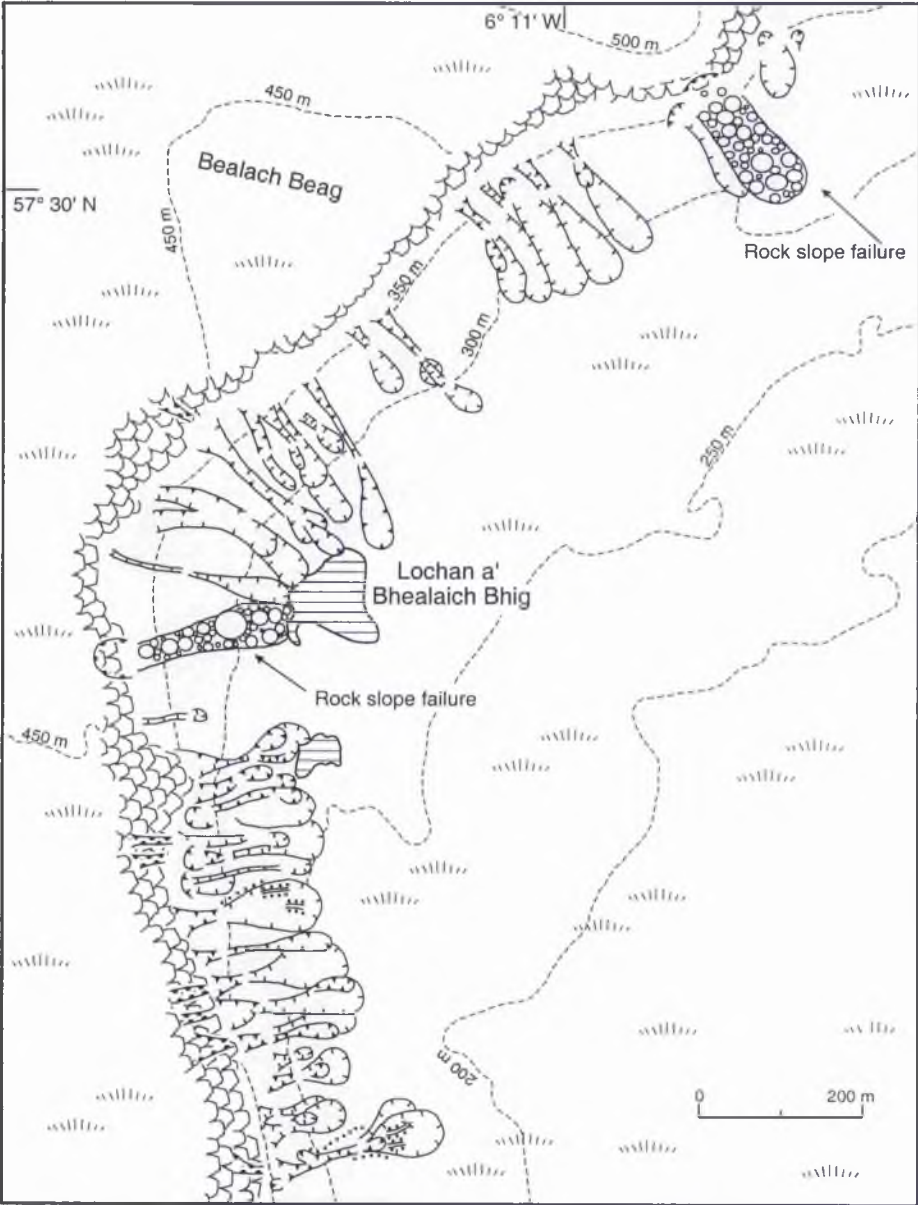 6° 11' W
500 m
450 m
Bealach Beag
57° 30' N
450 m
Rock slope failure
350 m
300 m
250 m
Lochan a'
Bhealaich Bhig
Rock slope failure
450 m
200 m
0 200 m